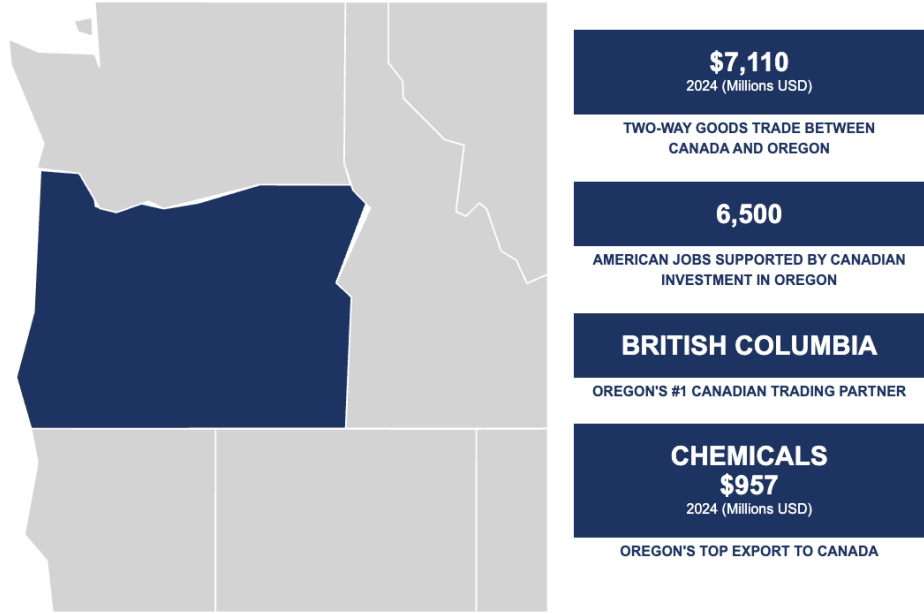 $7,110
2024 (Millions USD)
TWO-WAY GOODS TRADE BETWEEN
CANADA AND OREGON
6,500
AMERICAN JOBS SUPPORTED BY CANADIAN
INVESTMENT IN OREGON
BRITISH COLUMBIA
OREGON'S #1 CANADIAN TRADING PARTNER
CHEMICALS
$957
2024 (Millions USD)
OREGON'S TOP EXPORT TO CANADA